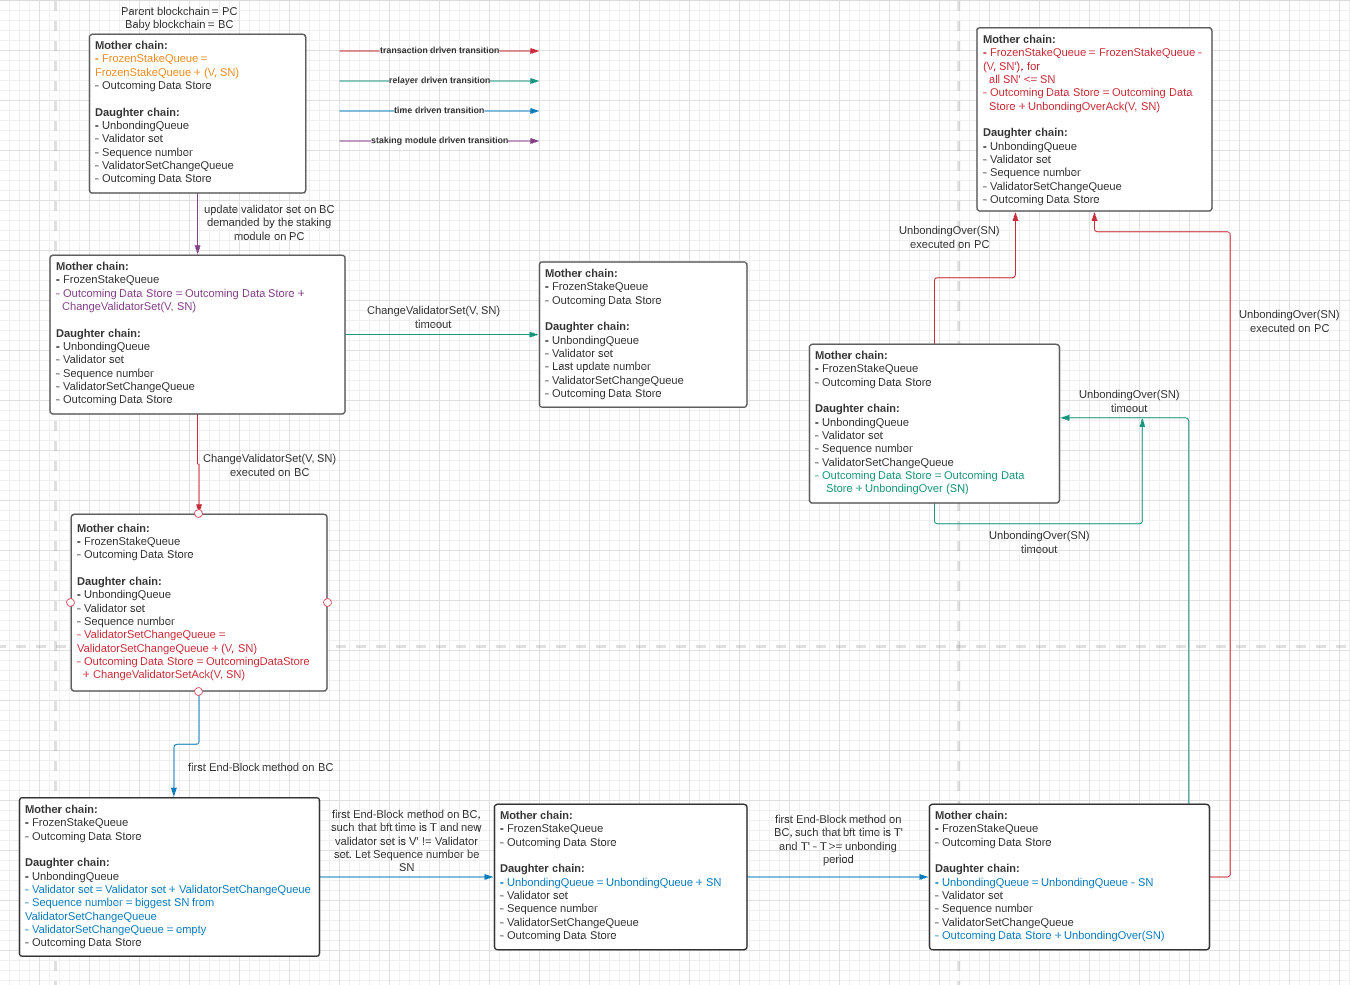 Parent blockchain = PC
Baby blockchain = BC
Mother chain:
- FrozenStakeQueue =
FrozenStakeQueue + (V, SN)
- Outcoming Data Store
Daughter chain:
- UnbondingQueue
- Validator set
- Sequence number
- ValidatorSetChangeQueue
- Outcoming Data Store
transaction driven transition
relayer driven transition
time driven transition
staking module driven transition
update validator set on BC
demanded by the staking
module on PC
Mother chain:
- FrozenStakeQueue
- Outcoming Data Store = Outcoming Data Store +
ChangeValidatorSet(V, SN)
Daughter chain:
- UnbondingQueue
- Validator set
- Sequence number
- ValidatorSetChangeQueue
- Outcoming Data Store
ChangeValidatorSet(V, SN)
timeout
Mother chain:
- FrozenStakeQueue
- Outcoming Data Store
Daughter chain:
- UnbondingQueue
- Validator set
- Last update number
- ValidatorSetChangeQueue
- Outcoming Data Store
ChangeValidatorSet(V, SN)
executed on BC
Mother chain:
- FrozenStakeQueue
- Outcoming Data Store
Daughter chain:
- UnbondingQueue
- Validator set
- Sequence number
- ValidatorSetChangeQueue =
ValidatorSetChangeQueue + (V, SN)
- Outcoming Data Store = OutcomingDataStore
+ ChangeValidatorSetAck(V, SN)
first End-Block method on BC
Mother chain:
- FrozenStakeQueue
- Outcoming Data Store
Daughter chain:
- UnbondingQueue
- Validator set = Validator set + ValidatorSetChangeQueue
- Sequence number = biggest SN from
ValidatorSetChangeQueue
- ValidatorSetChangeQueue = empty
- Outcoming Data Store
first End-Block method on BC,
such that bft time is T and new
validator set is V' != Validator
set. Let Sequence number be
SN
Mother chain:
- FrozenStakeQueue
- Outcoming Data Store
Daughter chain:
- UnbondingQueue = UnbondingQueue + SN
- Validator set
- Sequence number
- ValidatorSetChangeQueue
- Outcoming Data Store
first End-Block method on
BC, such that bft time is T'
and T' - T >= unbonding
period
Mother chain:
- FrozenStakeQueue
- Outcoming Data Store
Daughter chain:
- UnbondingQueue = UnbondingQueue - SN
- Validator set
- Sequence number
- ValidatorSetChangeQueue
- Outcoming Data Store + UnbondingOver(SN)
UnbondingOver(SN)
timeout
Mother chain:
- FrozenStakeQueue
- Outcoming Data Store
Daughter chain:
- UnbondingQueue
- Validator set
- Sequence number
- ValidatorSetChangeQueue
- Outcoming Data Store = Outcoming Data
Store + UnbondingOver (SN)
UnbondingOver(SN)
timeout
UnbondingOver(SN)
executed on PC
UnbondingOver(SN)
executed on PC
Mother chain:
- FrozenStakeQueue = FrozenStakeQueue -
(V, SN'), for
all SN' <= SN
- Outcoming Data Store = Outcoming Data
Store + UnbondingOverAck(V, SN)
Daughter chain:
- UnbondingQueue
- Validator set
- Sequence number
- ValidatorSetChangeQueue
- Outcoming Data Store